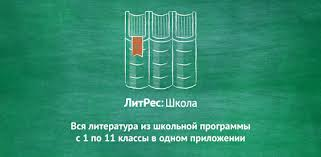 ЛитРес: Школа
Вся литература из школьной программы
с 1 по 11 классы в одном приложении